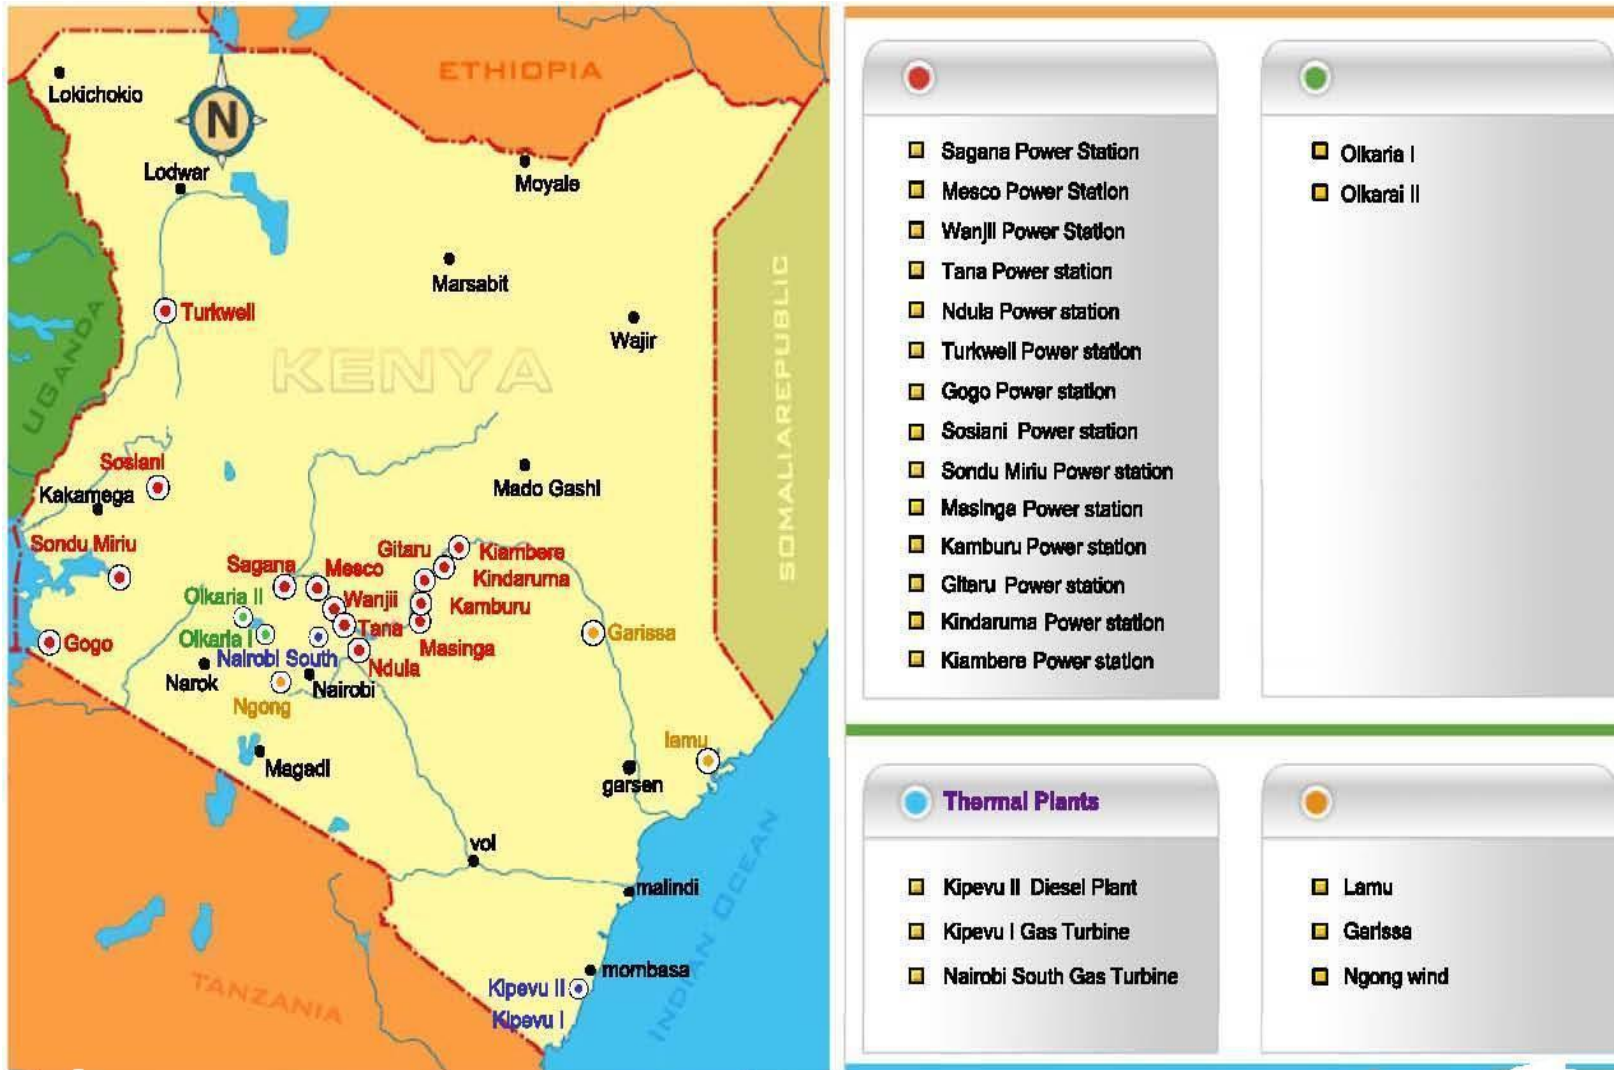 ETHIOPIA
Lokichokio
N
Lodwar
Moyale
Marsabit
Turkwell
Wajir
KENYA
UGANDA
SOMALIAREPUBLIC
Sosiani
Kakamega
Mado Gashi
Sondu Miriu
Gitaru
Kiambere
Sagana
Mesco
Kindaruma
Olkaria II
Wanjii
Kamburu
Olkaria I
Tana
Garissa
Gogo
Nairobi South
Ndula
Masinga
Narok
Nairobi
Ngong
lamu
Magadi
garsen
voi
malindi
INDIAN OCEAN
mombasa
TANZANIA
Kipevu II
Kipevu I
Sagana Power Station
Mesco Power Station
Wanjii Power Station
Tana Power station
Ndula Power station
Turkwell Power station
Gogo Power station
Sosiani Power station
Sondu Miriu Power station
Masinga Power station
Kamburu Power station
Gitaru Power station
Kindaruma Power station
Kiambere Power station
Olkaria I
Olkarai II
Thermal Plants
Kipevu II Diesel Plant
Kipevu I Gas Turbine
Nairobi South Gas Turbine
Lamu
Garissa
Ngong wind